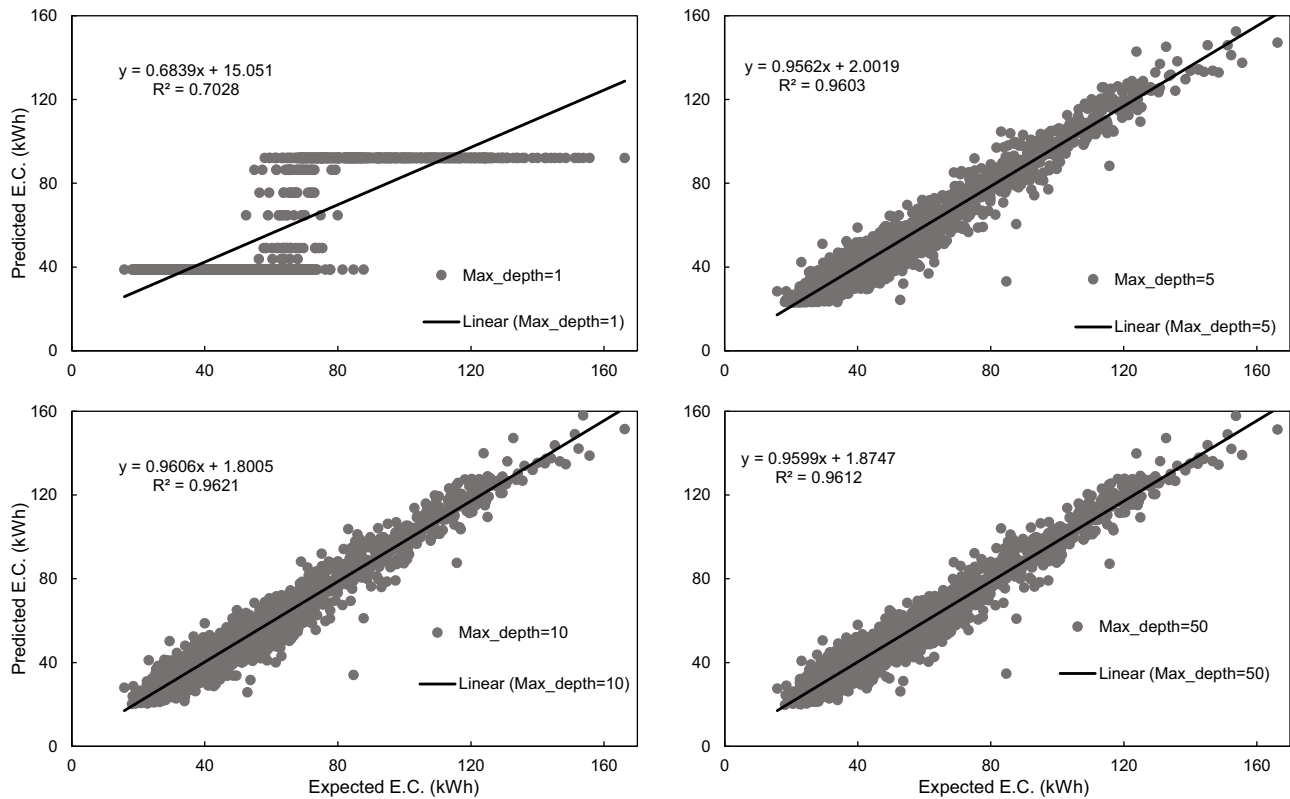 160
120
80
40
0
Predicted E.C. (kWh)
y = 0.6839x + 15.051
R² = 0.7028
Max_depth=1
Linear (Max_depth=1)
0 40 80 120 160
160
120
80
40
0
y = 0.9562x + 2.0019
R² = 0.9603
Max_depth=5
Linear (Max_depth=5)
0 40 80 120 160
160
120
80
40
0
Predicted E.C. (kWh)
y = 0.9606x + 1.8005
R² = 0.9621
Max_depth=10
Linear (Max_depth=10)
0 40 80 120 160
Expected E.C. (kWh)
160
120
80
40
0
y = 0.9599x + 1.8747
R² = 0.9612
Max_depth=50
Linear (Max_depth=50)
0 40 80 120 160
Expected E.C. (kWh)